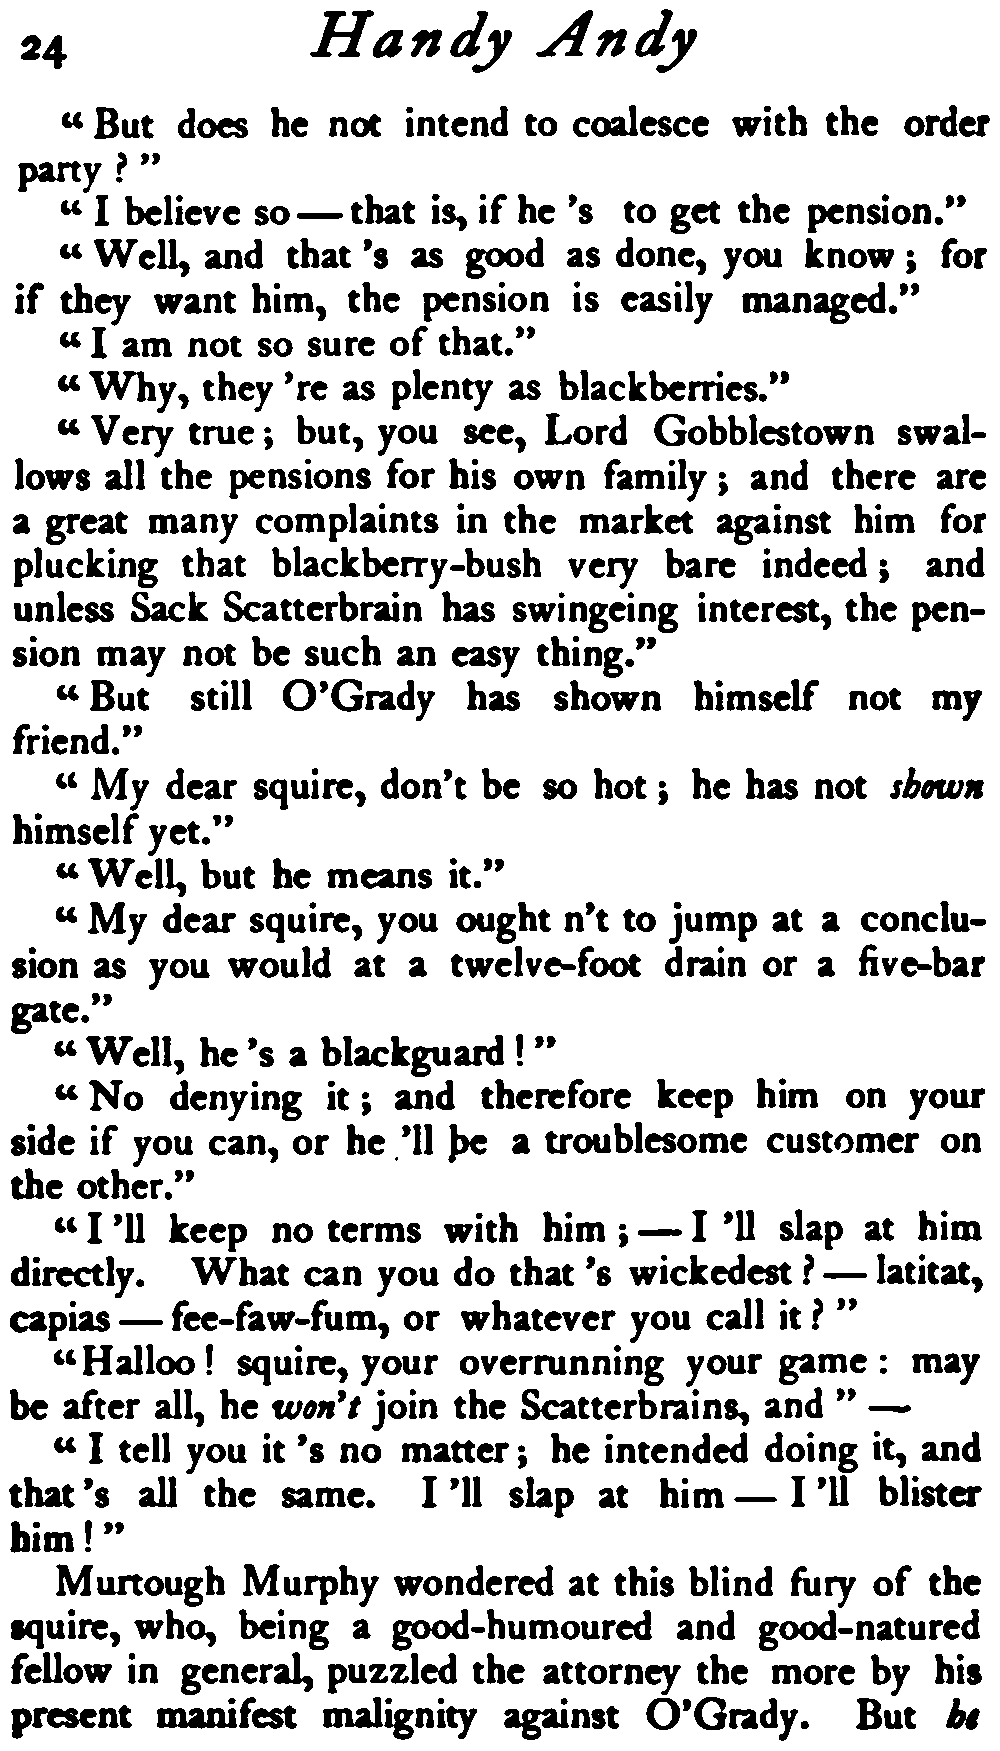 24 Handy Andy
“ But does he not intend to coalesce with the order
party ? ”
“ I believe so — that is, if he 's to get the pension.”
“ Well, and that 's as good as done, you know ; for
if they want him, the pension is easily managed.”
“ I am not so sure of that.”
“ Why, they 're as plenty as blackberries.”
“ Very true ; but, you see, Lord Gobblestown swal-
lows all the pensions for his own family ; and there are
a great many complaints in the market against him for
plucking that blackberry-bush very bare indeed ; and
unless Sack Scatterbrain has swingeing interest, the pen-
sion may not be such an easy thing.”
“ But still O'Grady has shown himself not my
friend.”
“ My dear squire, don't be so hot ; he has not shown
himself yet.”
“ Well, but he means it.”
“ My dear squire, you ought n't to jump at a conclu-
sion as you would at a twelve-foot drain or a five-bar
gate.”
“ Well, he 's a blackguard ! ”
“ No denying it ; and therefore keep him on your
side if you can, or he 'll be a troublesome customer on
the other.”
“ I 'll keep no terms with him ; — I 'll slap at him
directly. What can you do that 's wickedest ? — latitat,
capias — fee-faw-fum, or whatever you call it ? ”
“ Halloo ! squire, your overrunning your game : may
be after all, he won't join the Scatterbrains, and ” —
“ I tell you it 's no matter ; he intended doing it, and
that 's all the same. I 'll slap at him — I 'll blister
him ! ”
Murtough Murphy wondered at this blind fury of the
squire, who, being a good-humoured and good-natured
fellow in general, puzzled the attorney the more by his
present manifest malignity against O'Grady. But he